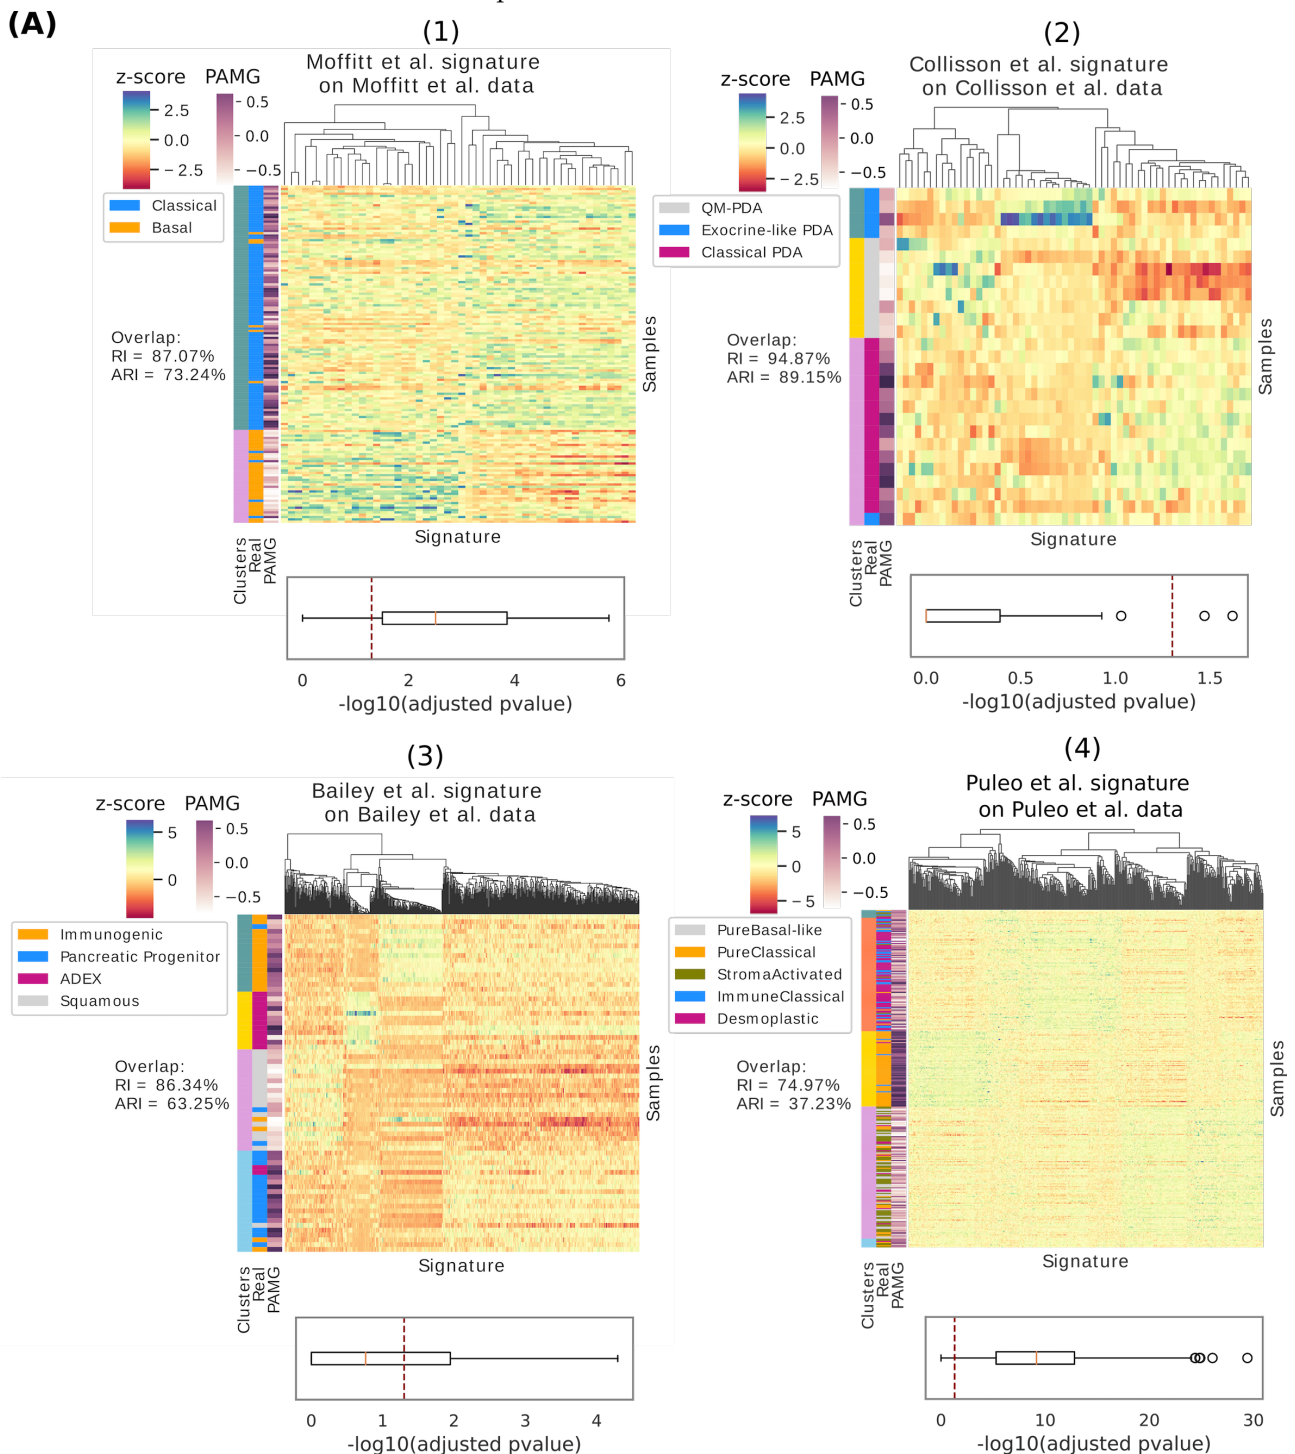 (A)
(1)
Moffitt et al. signature
on Moffitt et al. data
z-score
PAMG
2.5
0.0
−2.5
0.5
0.0
−0.5
Classical
Basal
Overlap:
RI = 87.07%
ARI = 73.24%
Samples
Signature
Clusters
Real
PAMG
0
2
4
6
-log10(adjusted pvalue)
(2)
Collisson et al. signature
on Collisson et al. data
z-score
PAMG
2.5
0.0
−2.5
0.5
0.0
−0.5
QM-PDA
Exocrine-like PDA
Classical PDA
Overlap:
RI = 94.87%
ARI = 89.15%
Samples
Signature
Clusters
Real
PAMG
0.0
0.5
1.0
1.5
-log10(adjusted pvalue)
(3)
Bailey et al. signature
on Bailey et al. data
z-score
PAMG
5
0
0.5
0.0
−0.5
Immunogenic
Pancreatic Progenitor
ADEX
Squamous
Overlap:
RI = 86.34%
ARI = 63.25%
Samples
Signature
Clusters
Real
PAMG
0
1
2
3
4
-log10(adjusted pvalue)
(4)
Puleo et al. signature
on Puleo et al. data
z-score
PAMG
5
0
−5
0.5
0.0
−0.5
PureBasal-like
PureClassical
StromaActivated
ImmuneClassical
Desmoplastic
Overlap:
RI = 74.97%
ARI = 37.23%
Samples
Signature
Clusters
Real
PAMG
0
10
20
30
-log10(adjusted pvalue)